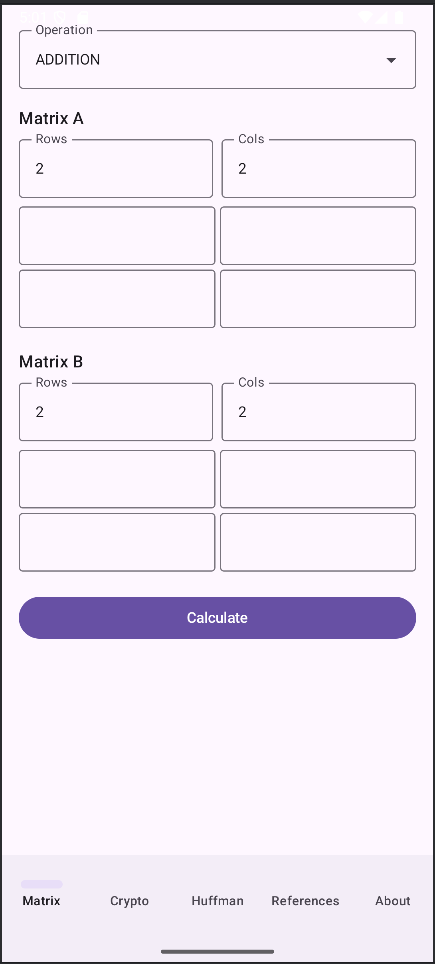 Operation
ADDITION
Matrix A
Rows Cols
2 2
Matrix B
Rows Cols
2 2
Calculate
Matrix Crypto Huffman References About